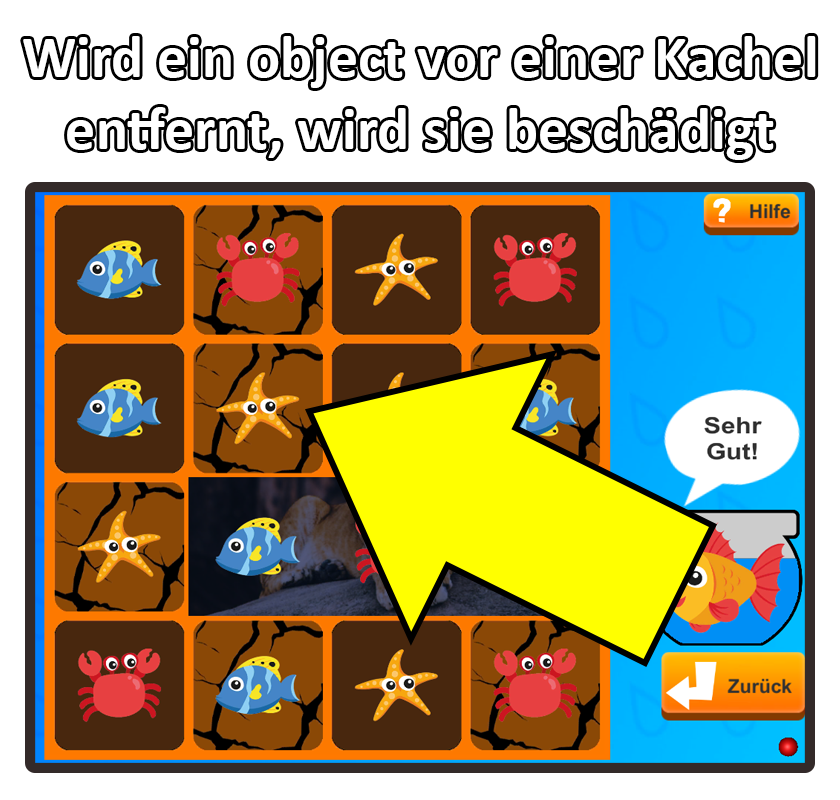 Wird ein object vor einer Kachel
entfernt, wird sie beschädigt
? Hilfe
Sehr
Gut!
Zurück